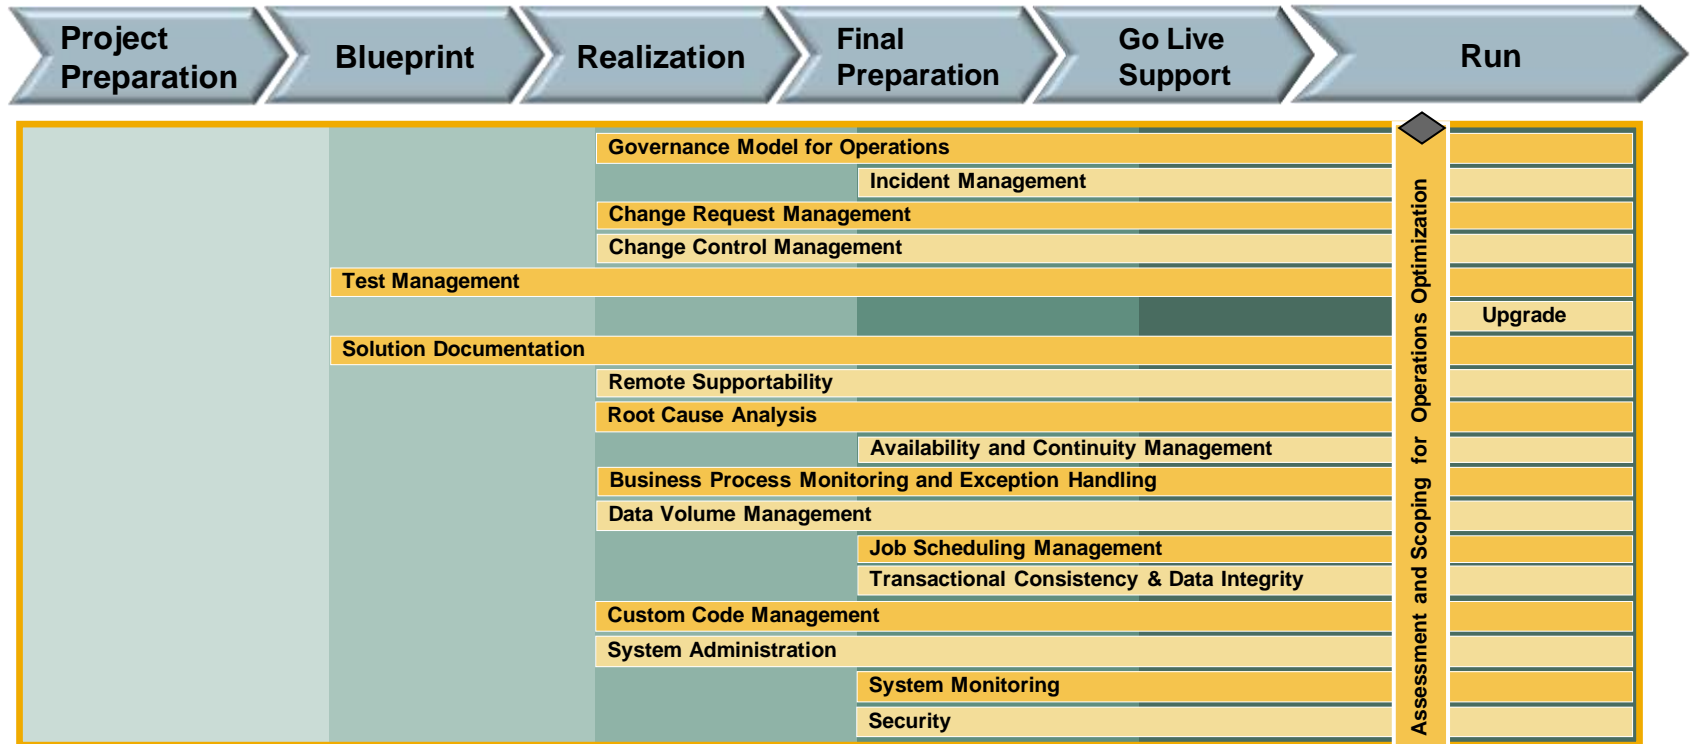 Project
Preparation
Blueprint
Realization
Final
Preparation
Go Live
Support
Run
Governance Model for Operations
Incident Management
Change Request Management
Change Control Management
Test Management
Upgrade
Solution Documentation
Remote Supportability
Root Cause Analysis
Availability and Continuity Management
Business Process Monitoring and Exception Handling
Data Volume Management
Job Scheduling Management
Transactional Consistency & Data Integrity
Custom Code Management
System Administration
System Monitoring
Security
Assessment and Scoping for Operations Optimization